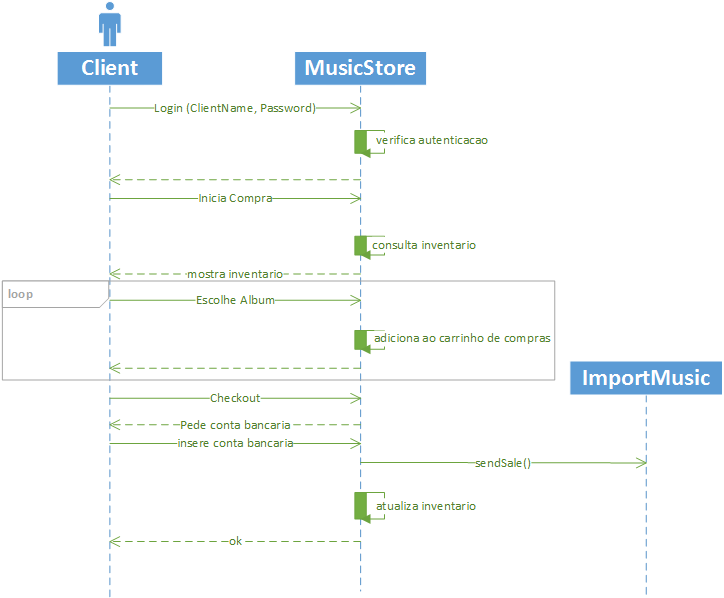 Client
MusicStore
Login (ClientName, Password)
verifica autenticacao
Inicia Compra
consulta inventario
mostra inventario
loop
Escolhe Album
adiciona ao carrinho de compras
ImportMusic
Checkout
Pede conta bancaria
insere conta bancaria
sendSale()
atualiza inventario
ok